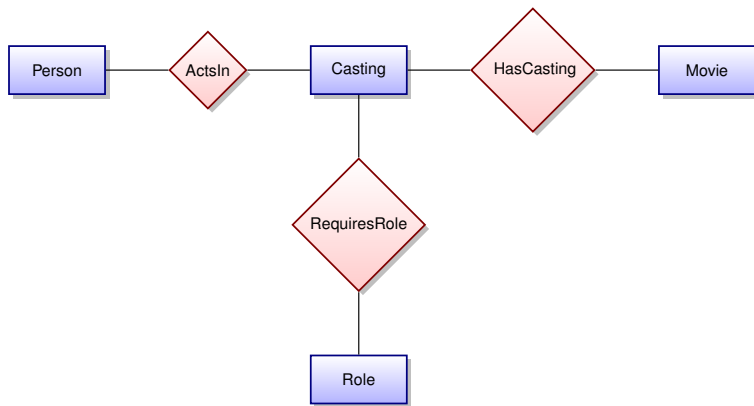 Person
ActsIn
Casting
HasCasting
Movie
RequiresRole
Role